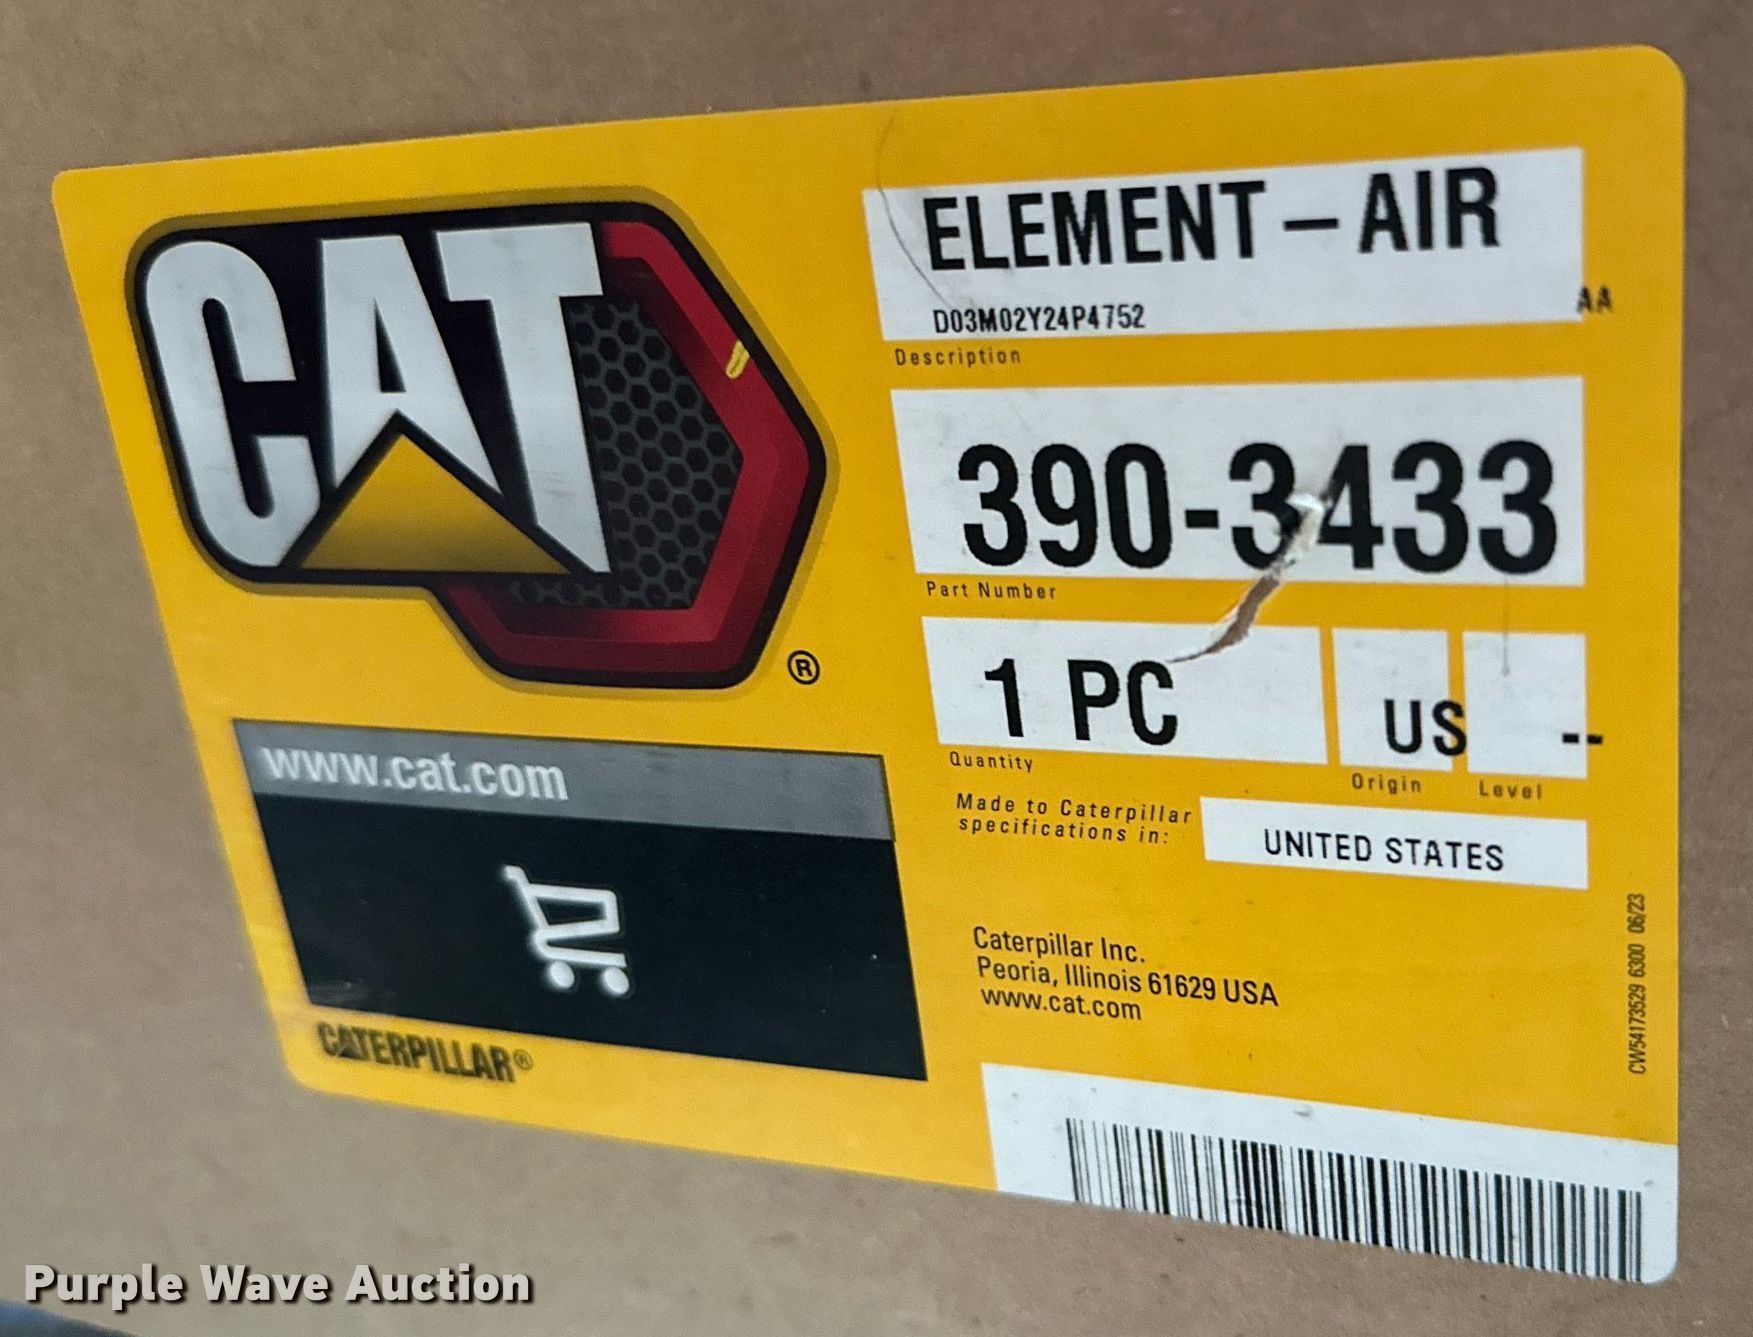 CAT
®
www.cat.com
CATERPILLAR®
ELEMENT - AIR
D03M02Y24P4752
AA
Description
390-3433
Part Number
1 PC
Quantity
US
Origin
--
Level
Made to Caterpillar
specifications in:
UNITED STATES
Caterpillar Inc.
Peoria, Illinois 61629 USA
www.cat.com
CW54173529 6300 06/23
Purple Wave Auction